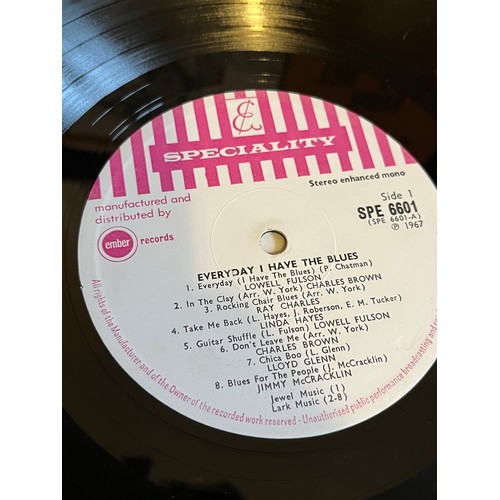 SPECIALITY
manufactured and
distributed by
ember records
Stereo enhanced mono
Side 1
SPE 6601
(SPE 6601-A)
℗ 1967
EVERYDAY I HAVE THE BLUES
1. Everyday (I Have The Blues) (P. Chatman)
LOWELL FULSON
2. In The Clay (Arr. W. York) CHARLES BROWN
3. Rocking Chair Blues (Arr. W. York)
RAY CHARLES
4. Take Me Back (L. Hayes, J. Roberson, E. M. Tucker)
LINDA HAYES
5. Guitar Shuffle (L. Fulson) LOWELL FULSON
6. Don't Leave Me (Arr. W. York)
CHARLES BROWN
7. Chica Boo (L. Glenn)
LLOYD GLENN
8. Blues For The People (J. McCracklin)
JIMMY McCRACKLIN
Jewel Music (1)
Lark Music (2-8)
All rights of the Manufacturer and of the Owner of the recorded work reserved - Unauthorised public performance broadcasting and